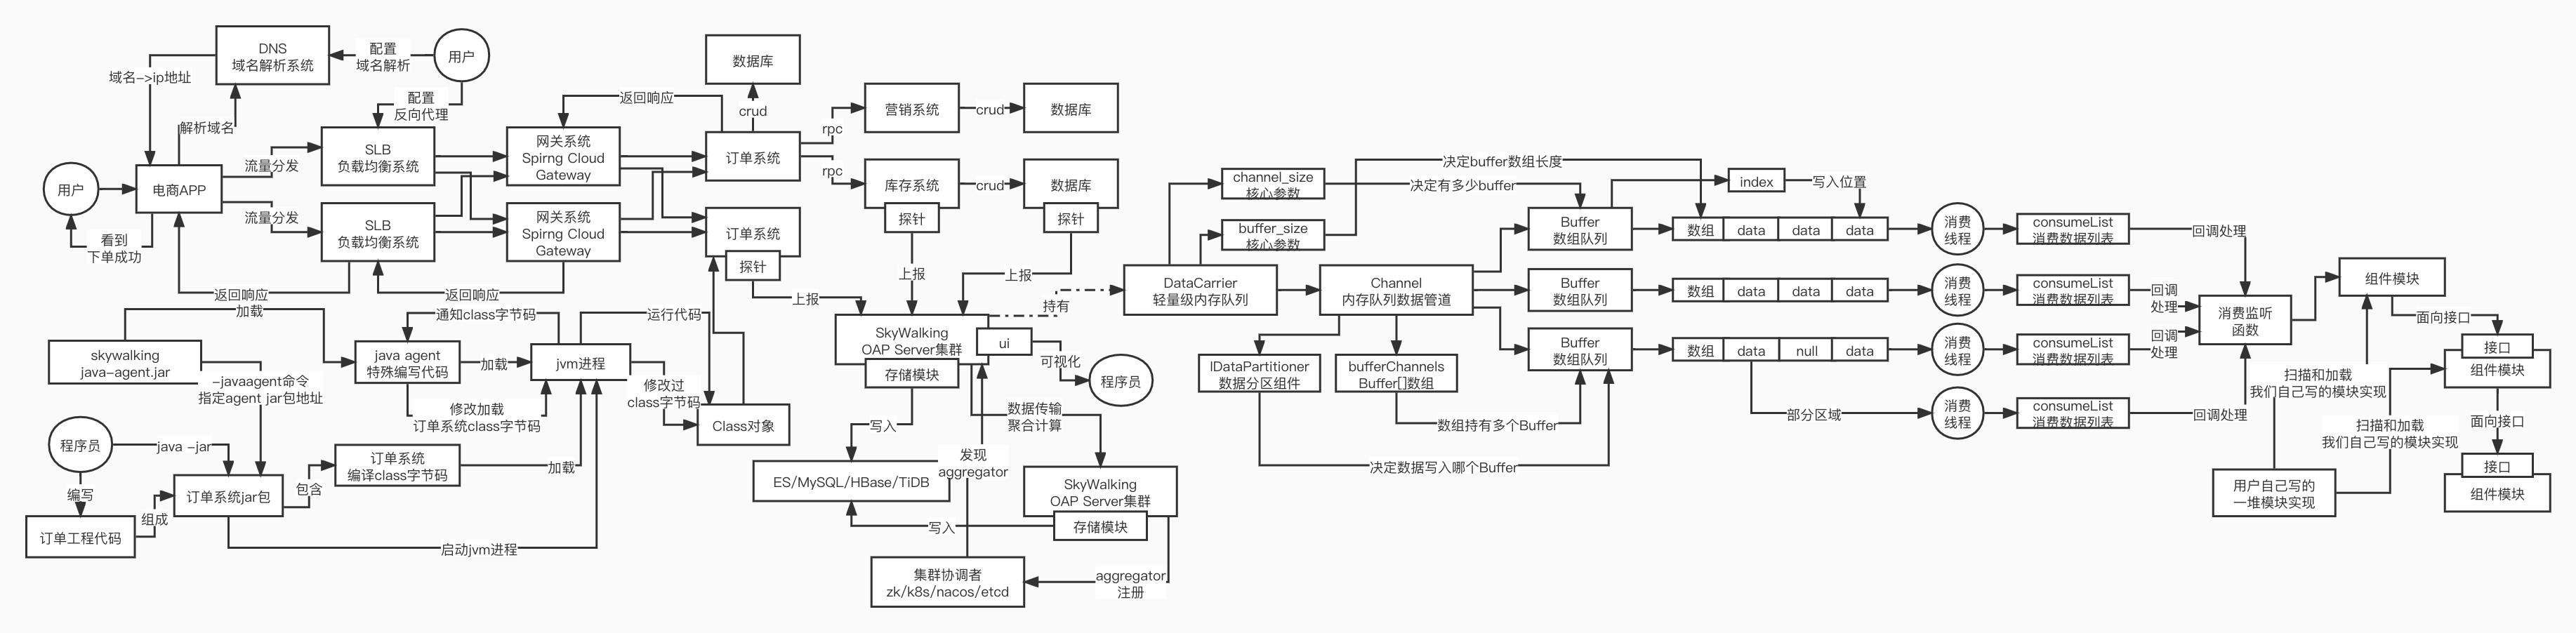 DNS
域名解析系统
配置
域名解析
用户
域名->ip地址
解析域名
配置
反向代理
用户
电商APP
看到
下单成功
流量分发
流量分发
SLB
负载均衡系统
SLB
负载均衡系统
返回响应
返回响应
网关系统
Spirng Cloud
Gateway
网关系统
Spirng Cloud
Gateway
返回响应
数据库
crud
订单系统
订单系统
探针
rpc
rpc
营销系统
crud
数据库
库存系统
探针
crud
数据库
探针
上报
上报
上报
SkyWalking
OAP Server集群
ui
存储模块
持有
可视化
程序员
写入
数据传输
聚合计算
发现
aggregator
ES/MySQL/HBase/TiDB
SkyWalking
OAP Server集群
存储模块
写入
集群协调者
zk/k8s/nacos/etcd
aggregator
注册
加载
skywalking
java-agent.jar
-javaagent命令
指定agent jar包地址
通知class字节码
java agent
特殊编写代码
加载
修改加载
订单系统class字节码
jvm进程
运行代码
修改过
class字节码
Class对象
程序员
java -jar
编写
订单工程代码
组成
订单系统jar包
包含
订单系统
编译class字节码
加载
启动jvm进程
DataCarrier
轻量级内存队列
channel_size
核心参数
buffer_size
核心参数
决定buffer数组长度
决定有多少buffer
Channel
内存队列数据管道
IDataPartitioner
数据分区组件
bufferChannels
Buffer[]数组
数组持有多个Buffer
决定数据写入哪个Buffer
index
写入位置
Buffer
数组队列
数组
data
data
data
消费
线程
consumeList
消费数据列表
回调处理
Buffer
数组队列
数组
data
data
data
消费
线程
consumeList
消费数据列表
回调
处理
Buffer
数组队列
数组
data
null
data
消费
线程
consumeList
消费数据列表
回调
处理
部分区域
消费
线程
consumeList
消费数据列表
回调处理
消费监听
函数
组件模块
面向接口
接口
组件模块
面向接口
接口
组件模块
扫描和加载
我们自己写的模块实现
扫描和加载
我们自己写的模块实现
用户自己写的
一堆模块实现